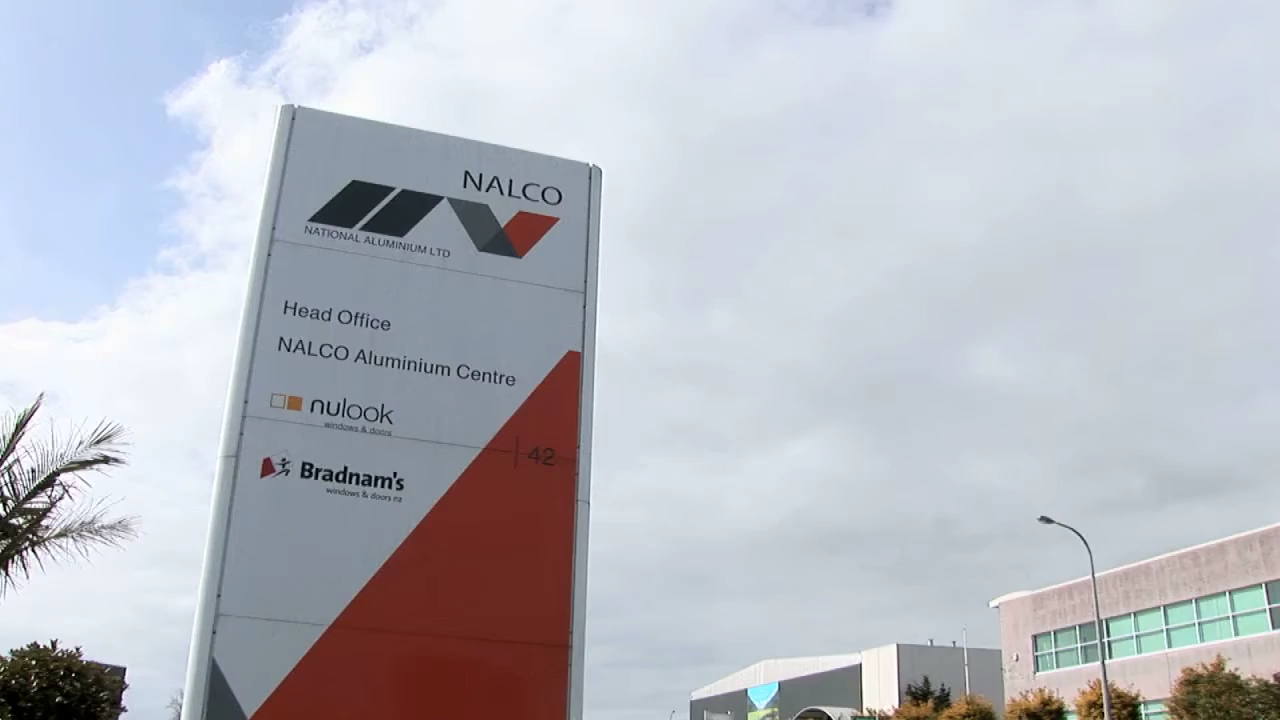 NALCO
NATIONAL ALUMINIUM LTD
Head Office
NALCO Aluminium Centre
nulook
windows & doors
42
Bradnam's
windows & doors nz